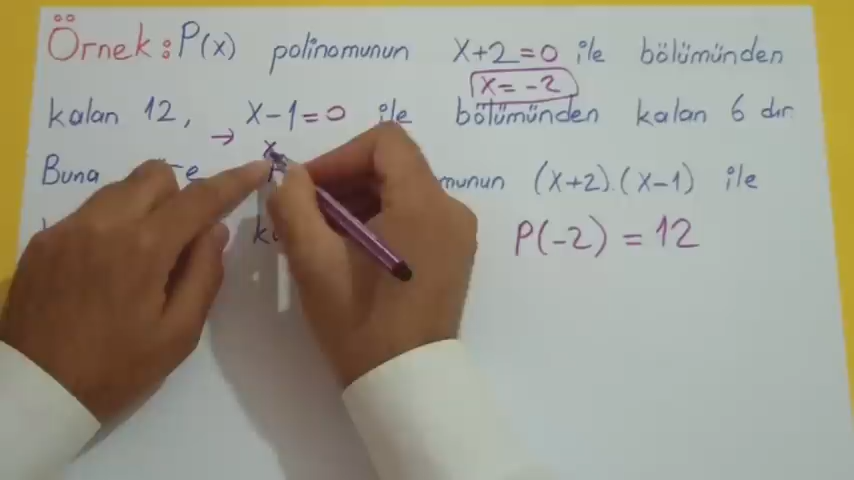 Örnek: P(x) polinomunun x+2=0 ile bölümünden
x=-2
kalan 12, → x-1=0 ile bölümünden kalan 6 dır
x
Buna munun (x+2).(x-1) ile
P(-2) = 12